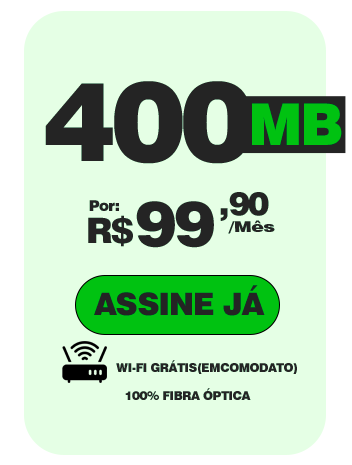 400MB
Por:
R$99,90
/Mês
ASSINE JÁ
WI-FI GRÁTIS(EMCOMODATO)
100% FIBRA ÓPTICA